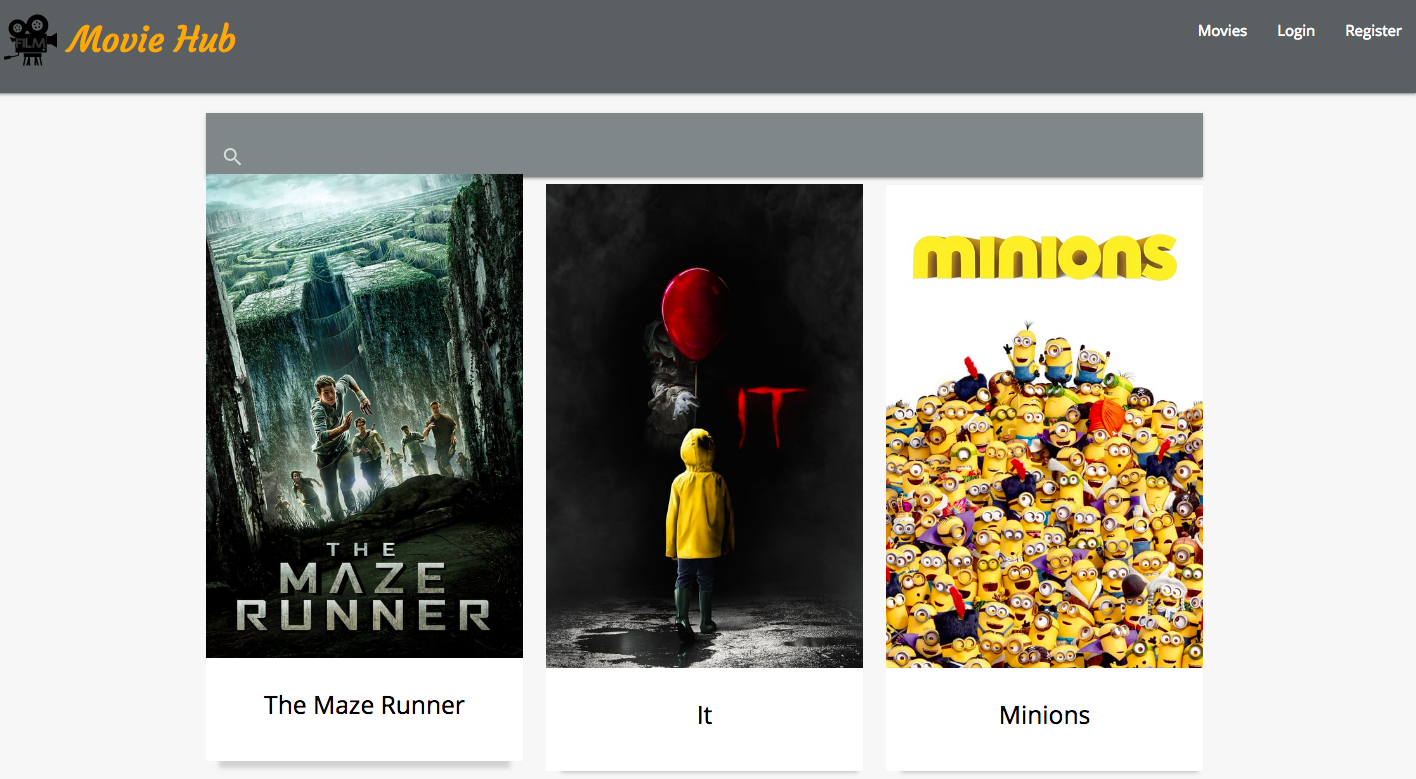 FILM
Movie Hub
Movies
Login
Register
THE
MAZE
RUNNER
IT
minions
The Maze Runner
It
Minions